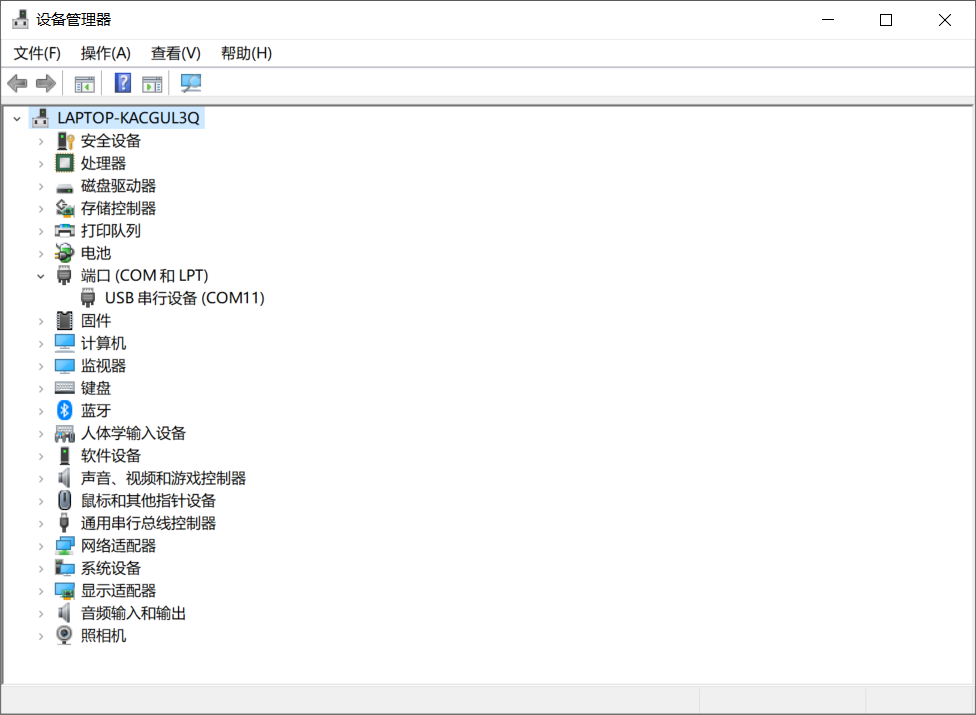 设备管理器
文件(F) 操作(A) 查看(V) 帮助(H)
LAPTOP-KACGUL3Q
安全设备
处理器
磁盘驱动器
存储控制器
打印队列
电池
端口 (COM 和 LPT)
USB 串行设备 (COM11)
固件
计算机
监视器
键盘
蓝牙
人体学输入设备
软件设备
声音、视频和游戏控制器
鼠标和其他指针设备
通用串行总线控制器
网络适配器
系统设备
显示适配器
音频输入和输出
照相机